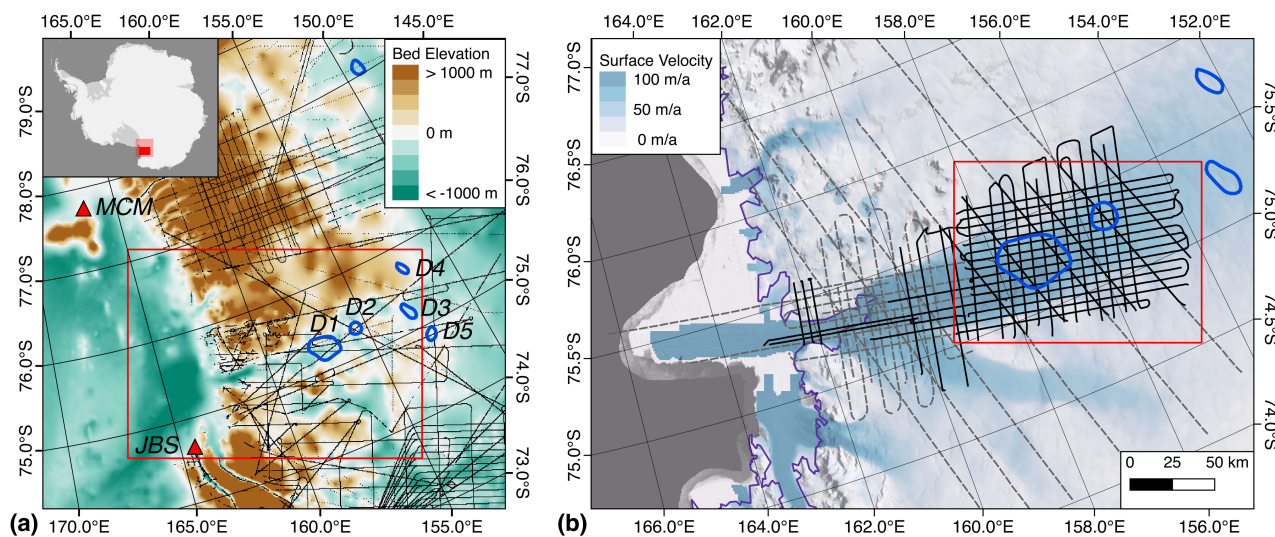 165.0°E 160.0°E 155.0°E 150.0°E 145.0°E
Bed Elevation
> 1000 m
0 m
< -1000 m
79.0°S
78.0°S
77.0°S
76.0°S
75.0°S
77.0°S
76.0°S
75.0°S
74.0°S
73.0°S
MCM
D4
D2
D3
D1
D5
JBS
(a)
170.0°E 165.0°E 160.0°E 155.0°E
164.0°E 162.0°E 160.0°E 158.0°E 156.0°E 154.0°E 152.0°E
Surface Velocity
100 m/a
50 m/a
0 m/a
77.0°S
76.5°S
76.0°S
75.5°S
75.0°S
75.5°S
75.0°S
74.5°S
74.0°S
0 25 50 km
(b)
166.0°E 164.0°E 162.0°E 160.0°E 158.0°E 156.0°E